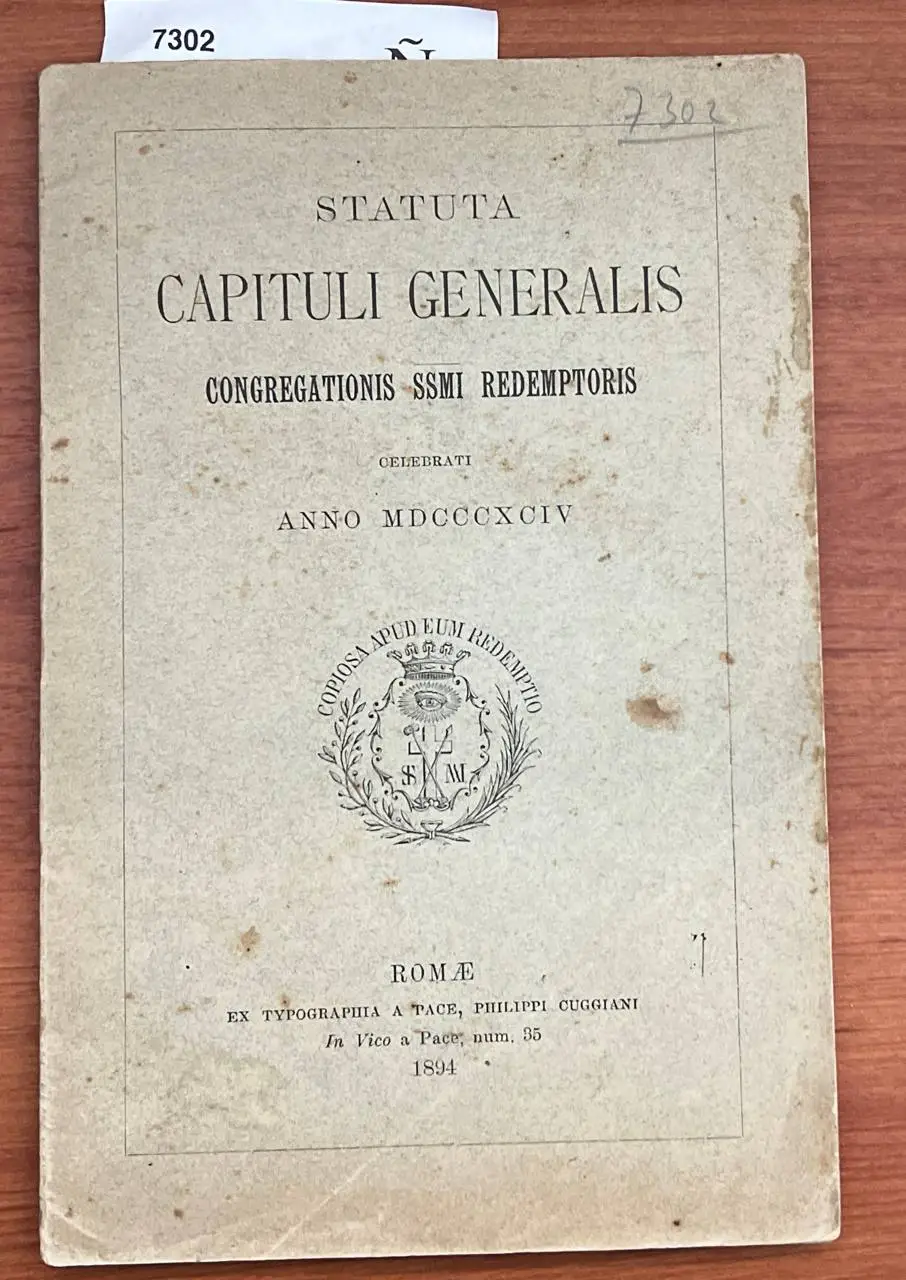 7302
Ñ
7302
STATUTA
CAPITULI GENERALIS
CONGREGATIONIS SSMI REDEMPTORIS
CELEBRATI
ANNO MDCCCXCIV
COPIOSA APUD EUM REDEMPTIO
S M
ROMÆ
EX TYPOGRAPHIA A PACE, PHILIPPI CUGGIANI
In Vico a Pace, num. 35
1894